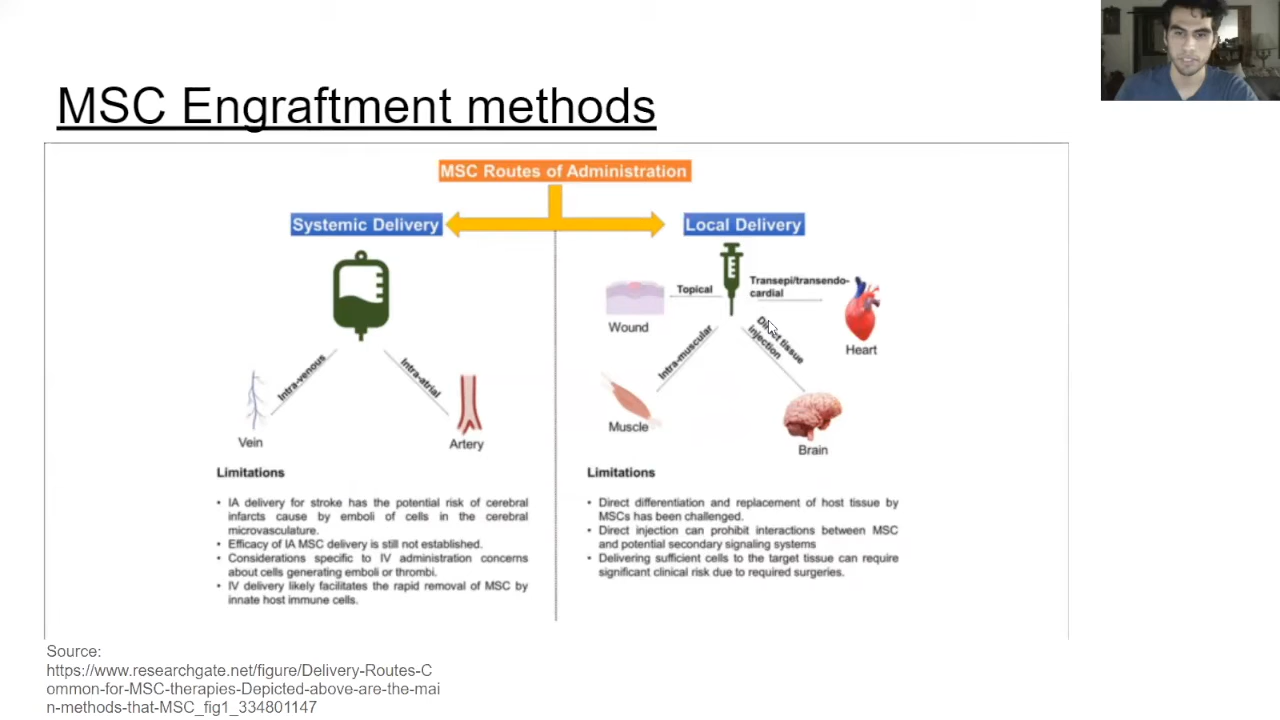 MSC Engraftment methods
MSC Routes of Administration
Systemic Delivery
Local Delivery
Intra-venous
Intra-atrial
Vein
Artery
Topical
Transepi/transendo-
cardial
Wound
Heart
Intra-muscular
Direct tissue
injection
Muscle
Brain
Limitations
• IA delivery for stroke has the potential risk of cerebral
infarcts cause by emboli of cells in the cerebral
microvasculature.
• Efficacy of IA MSC delivery is still not established.
• Considerations specific to IV administration concerns
about cells generating emboli or thrombi.
• IV delivery likely facilitates the rapid removal of MSC by
innate host immune cells.
Limitations
• Direct differentiation and replacement of host tissue by
MSCs has been challenged.
• Direct injection can prohibit interactions between MSC
and potential secondary signaling systems
• Delivering sufficient cells to the target tissue can require
significant clinical risk due to required surgeries.
Source:
https://www.researchgate.net/figure/Delivery-Routes-C
ommon-for-MSC-therapies-Depicted-above-are-the-mai
n-methods-that-MSC_fig1_334801147